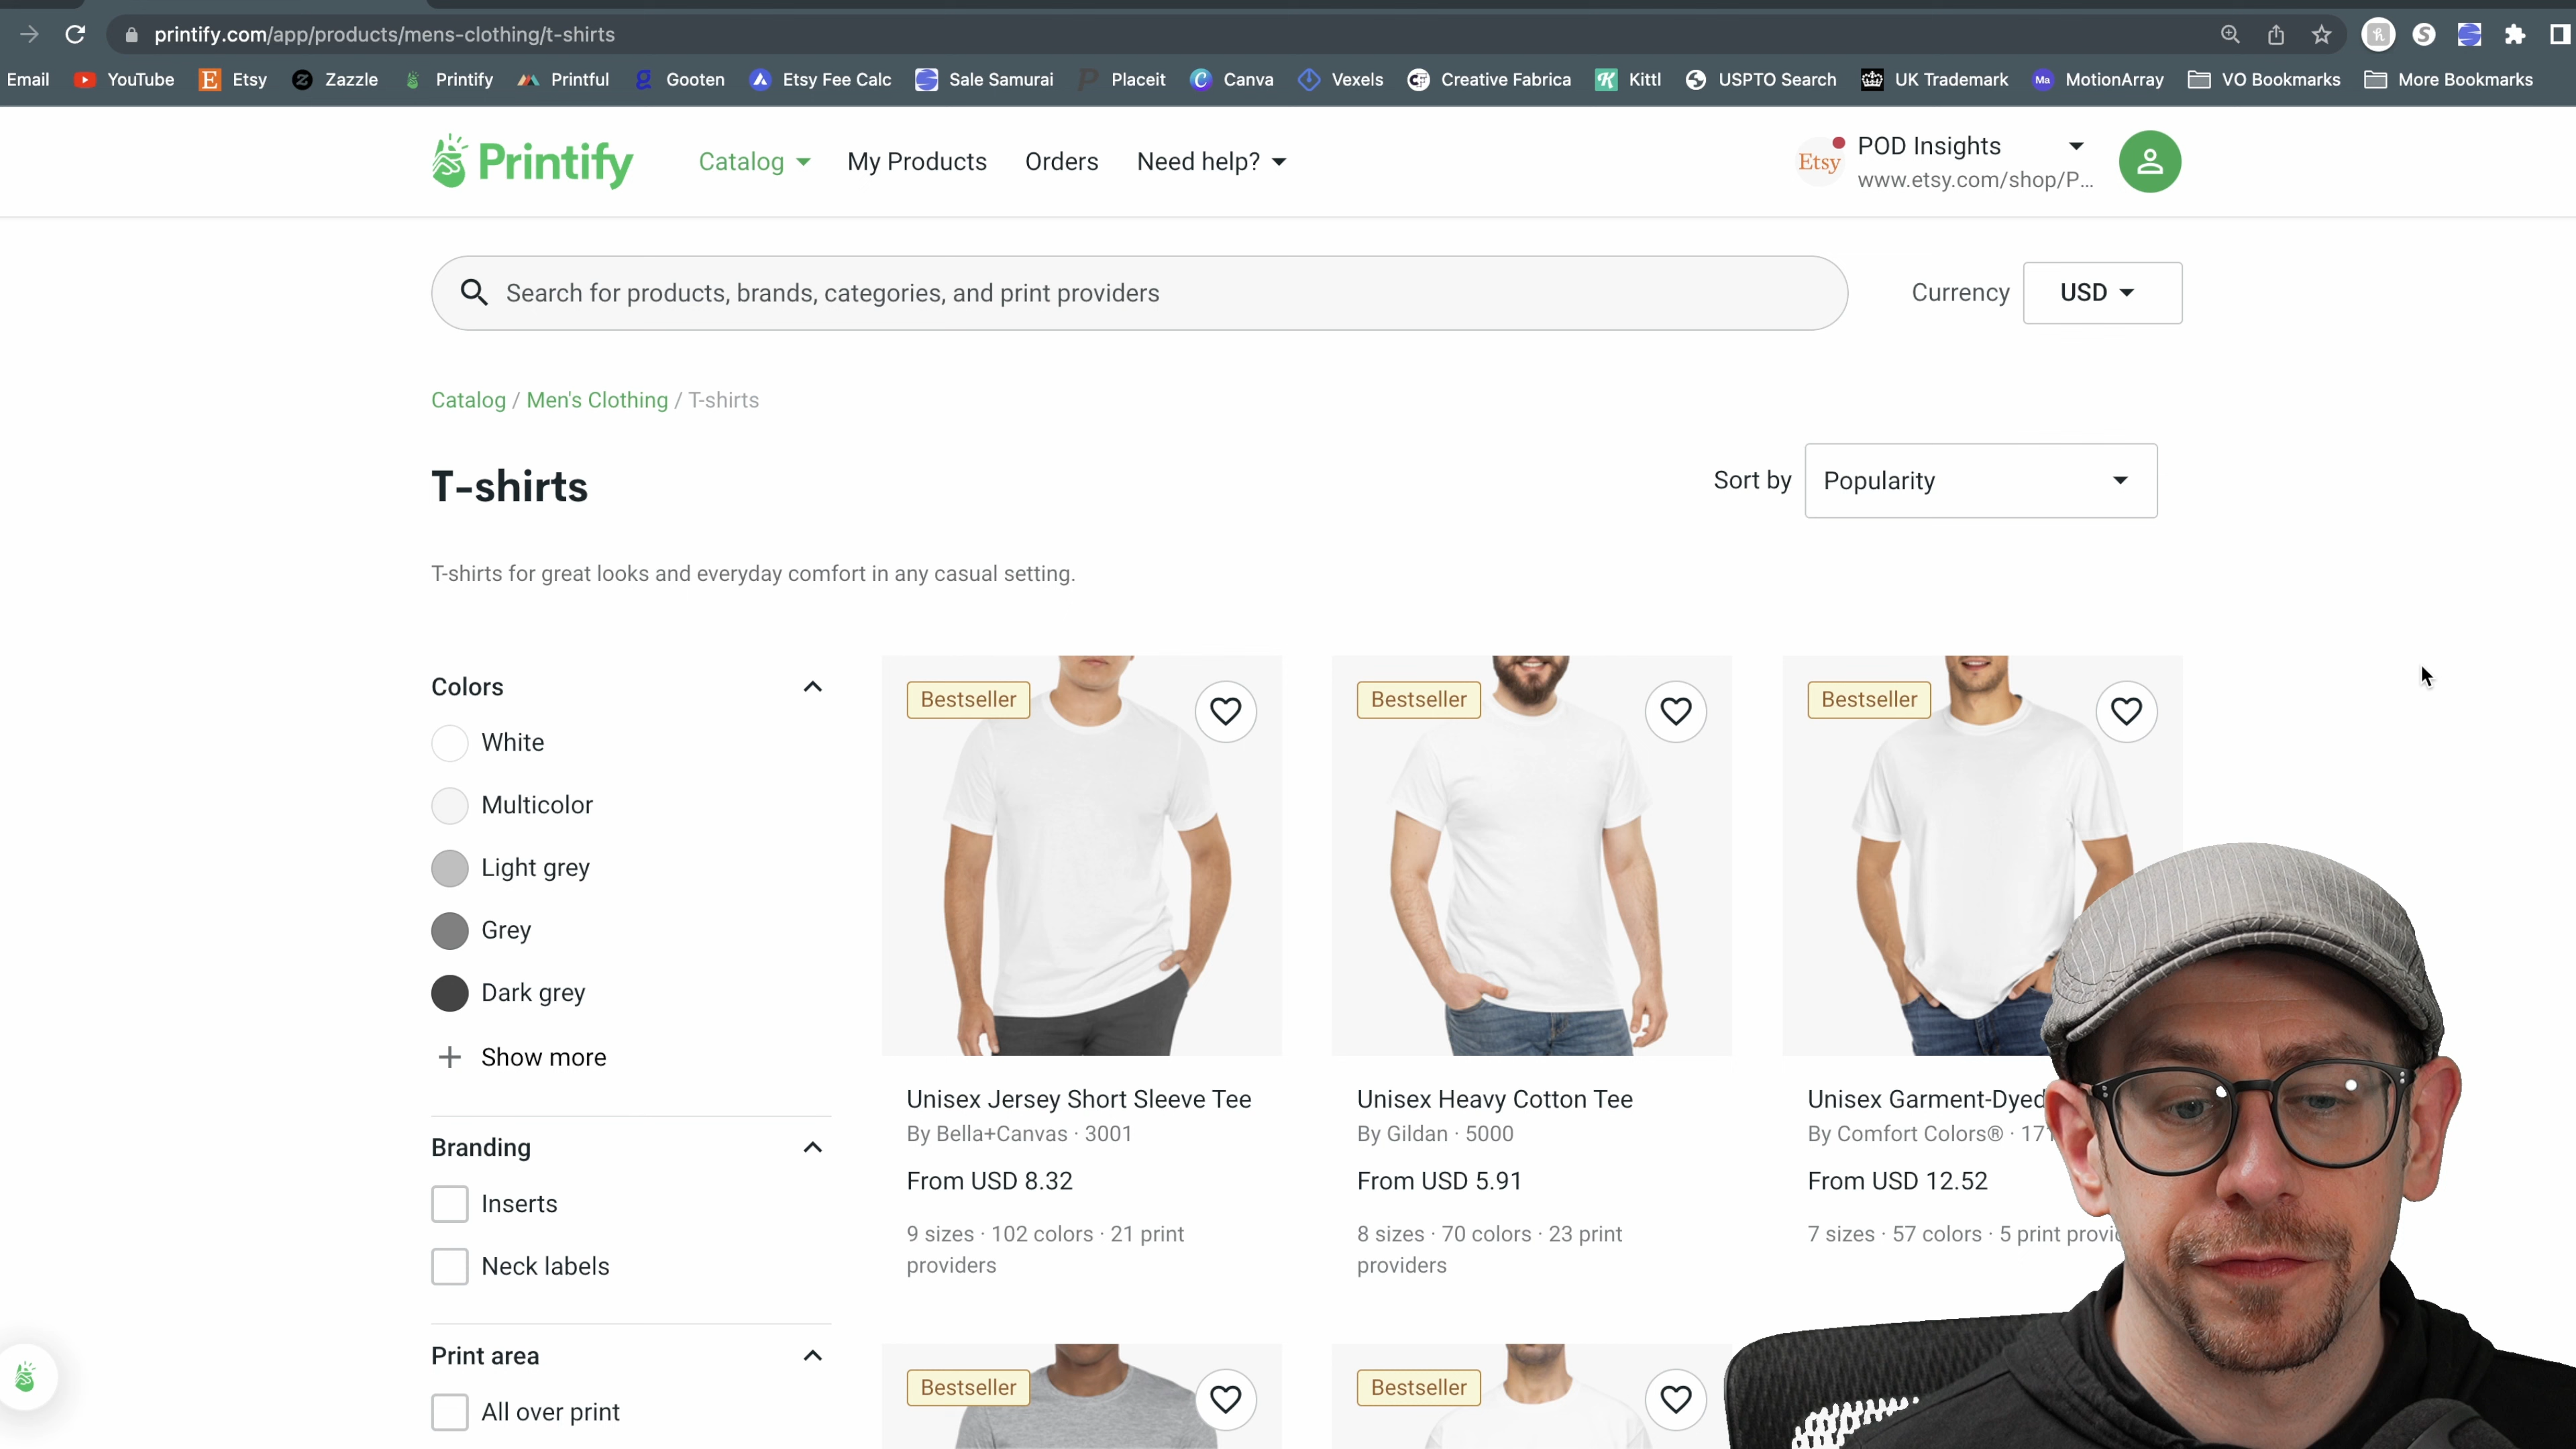 printify.com/app/products/mens-clothing/t-shirts
Email YouTube Etsy Zazzle Printify Printful Gooten Etsy Fee Calc Sale Samurai Placeit Canva Vexels Creative Fabrica Kittl USPTO Search UK Trademark MotionArray VO Bookmarks More Bookmarks
Printify Catalog My Products Orders Need help? Etsy POD Insights
www.etsy.com/shop/P...
Search for products, brands, categories, and print providers Currency USD
Catalog / Men's Clothing / T-shirts
T-shirts Sort by Popularity
T-shirts for great looks and everyday comfort in any casual setting.
Colors
White
Multicolor
Light grey
Grey
Dark grey
+ Show more
Branding
Inserts
Neck labels
Print area
All over print
Bestseller
Unisex Jersey Short Sleeve Tee
By Bella+Canvas · 3001
From USD 8.32
9 sizes · 102 colors · 21 print
providers
Bestseller
Unisex Heavy Cotton Tee
By Gildan · 5000
From USD 5.91
8 sizes · 70 colors · 23 print
providers
Bestseller
Unisex Garment-Dyed
By Comfort Colors® ·
From USD 12.52
7 sizes · 57 colors · 5 print
Bestseller
Bestseller